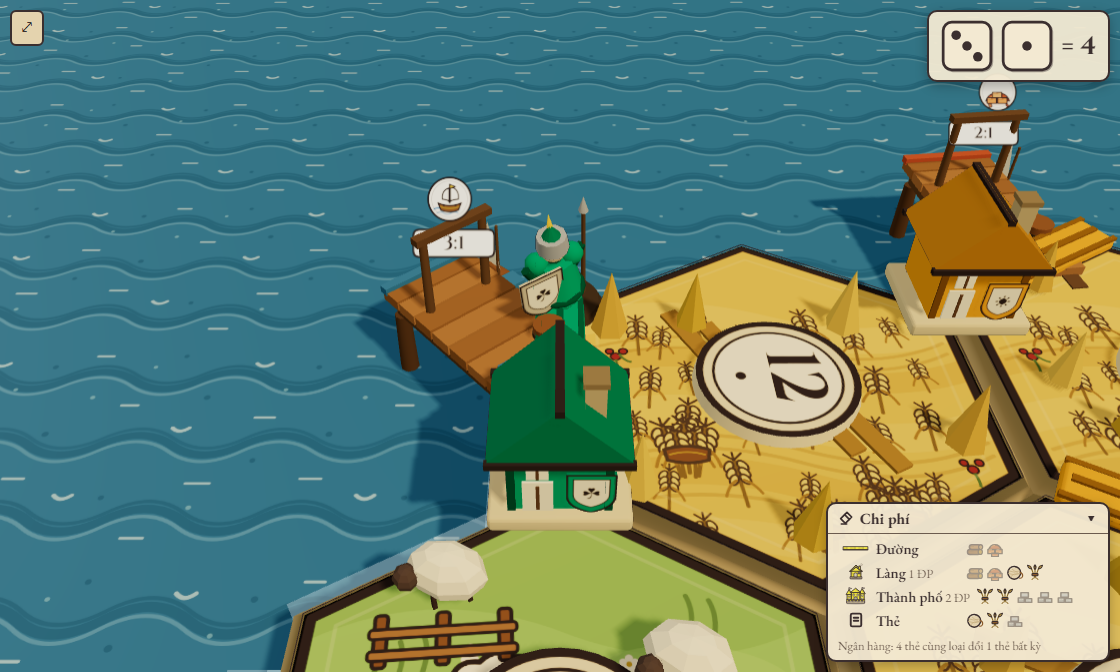 = 4
2:1
3:1
12
Chi phí
Đường
Làng 1 ĐP
Thành phố 2 ĐP
Thẻ
Ngân hàng: 4 thẻ cùng loại đổi 1 thẻ bất kỳ